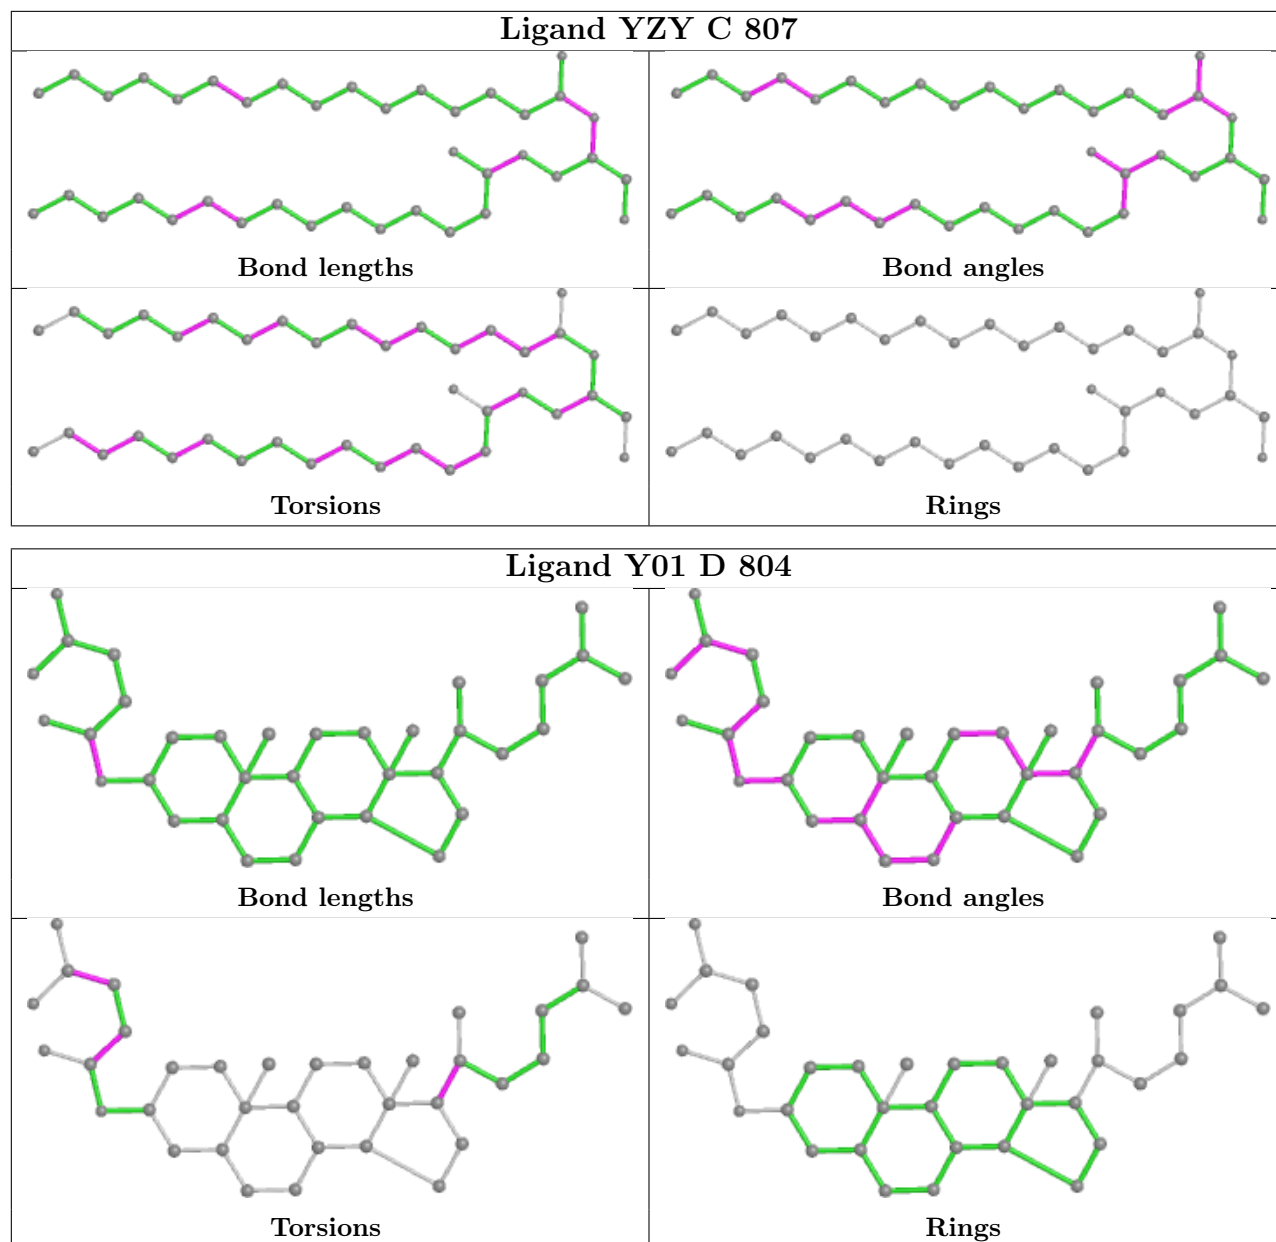 Ligand YZY C 807
Bond lengths
Bond angles
Torsions
Rings
Ligand Y01 D 804
Bond lengths
Bond angles
Torsions
Rings